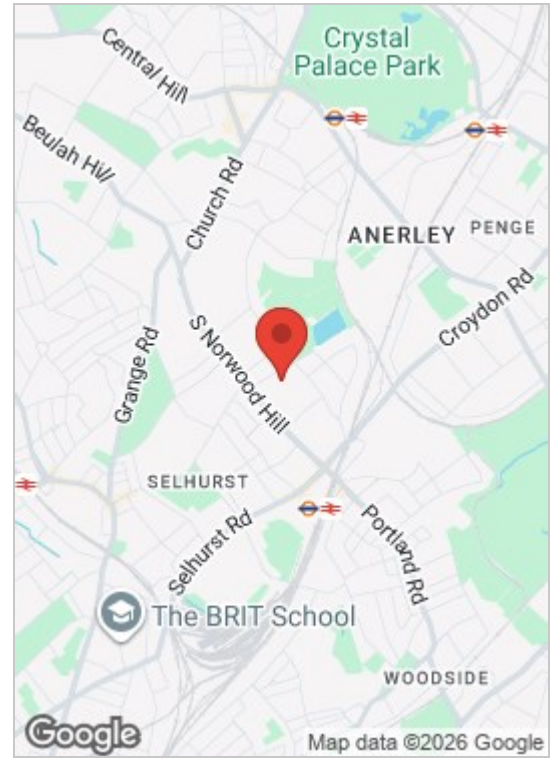 Crystal
Palace Park
Central Hill
Beulah Hill
Church Rd
ANERLEY
PENGE
Croydon Rd
S Norwood Hill
Grange Rd
SELHURST
Selhurst Rd
Portland Rd
The BRIT School
WOODSIDE
Google
Map data ©2026 Google